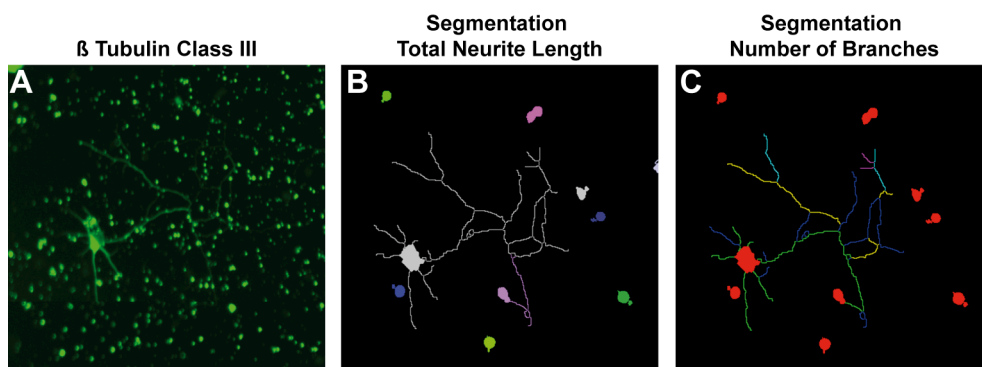 ß Tubulin Class III
Segmentation
Total Neurite Length
Segmentation
Number of Branches
A
B
C